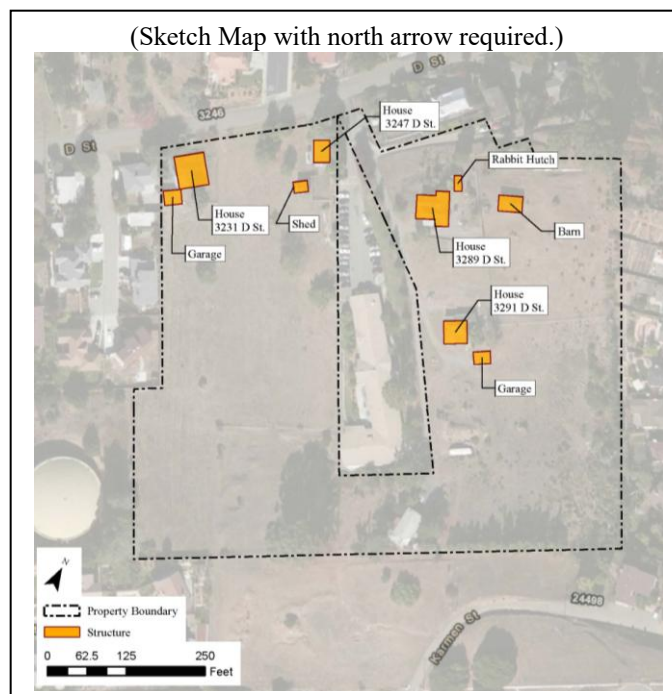 (Sketch Map with north arrow required.)
D St
3246
D St
House
3247 D St.
Rabbit Hutch
House
3231 D St.
Shed
Barn
Garage
House
3289 D St.
House
3291 D St.
Garage
24498
Karmen St
N
Property Boundary
Structure
0 62.5 125 250
Feet